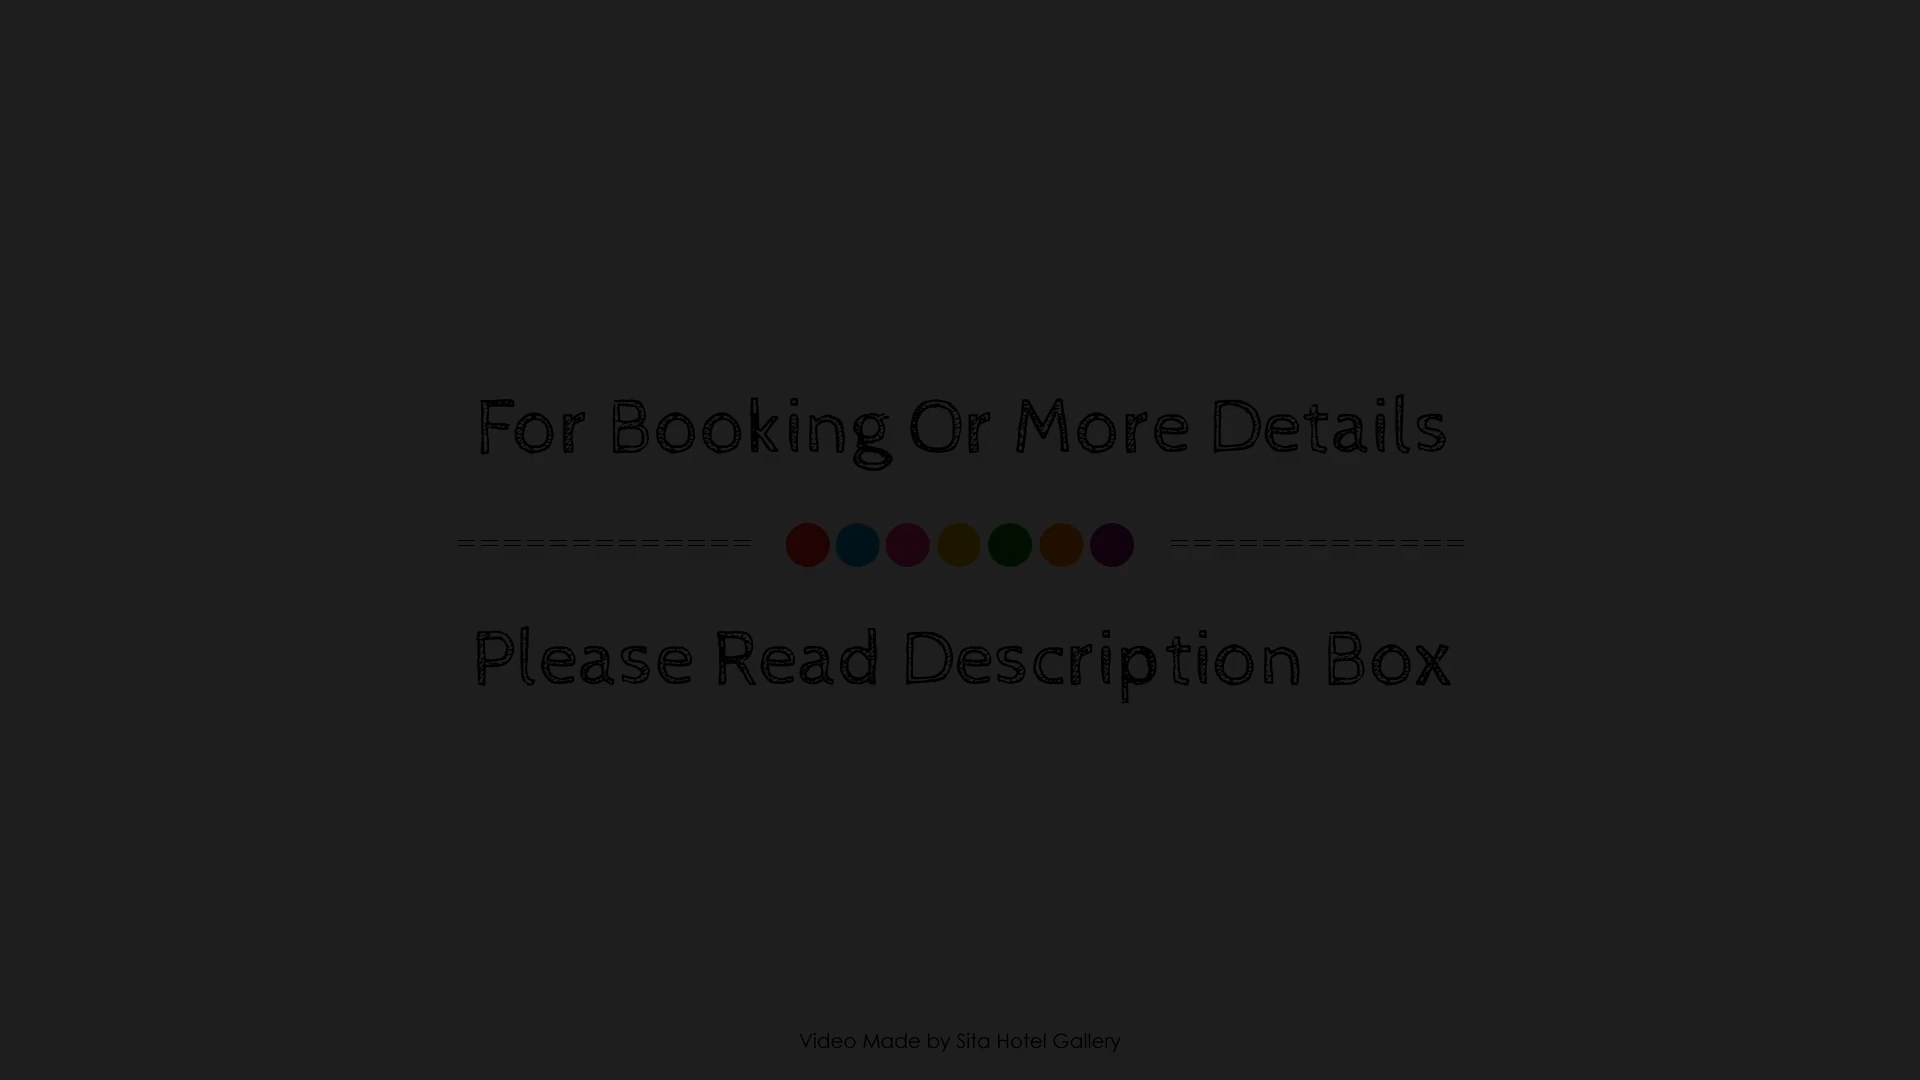 For Booking Or More Details
============= =============
Please Read Description Box
Video Made by Sita Hotel Gallery